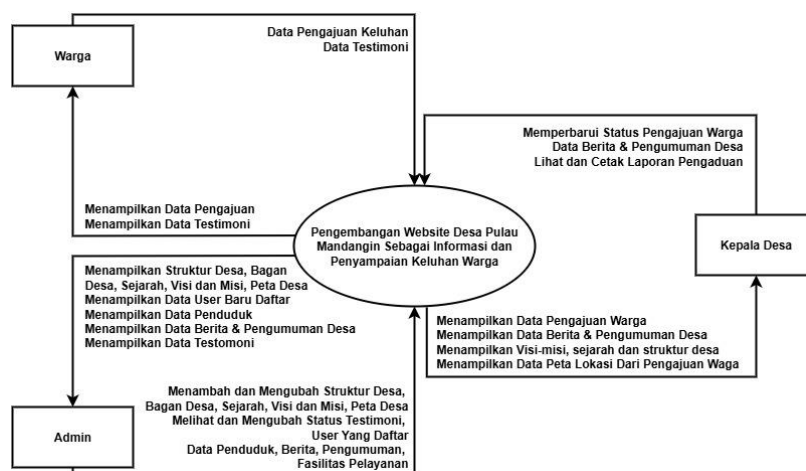 Data Pengajuan Keluhan
Data Testimoni
Warga
Memperbarui Status Pengajuan Warga
Data Berita & Pengumuman Desa
Lihat dan Cetak Laporan Pengaduan
Menampilkan Data Pengajuan
Menampilkan Data Testimoni
Pengembangan Website Desa Pulau
Mandangin Sebagai Informasi dan
Penyampaian Keluhan Warga
Kepala Desa
Menampilkan Struktur Desa, Bagan
Desa, Sejarah, Visi dan Misi, Peta Desa
Menampilkan Data User Baru Daftar
Menampilkan Data Penduduk
Menampilkan Data Berita & Pengumuman Desa
Menampilkan Data Testomoni
Menampilkan Data Pengajuan Warga
Menampilkan Data Berita & Pengumuman Desa
Menampilkan Visi-misi, sejarah dan struktur desa
Menampilkan Data Peta Lokasi Dari Pengajuan Waga
Menambah dan Mengubah Struktur Desa,
Bagan Desa, Sejarah, Visi dan Misi, Peta Desa
Melihat dan Mengubah Status Testimoni,
User Yang Daftar
Data Penduduk, Berita, Pengumuman,
Fasilitas Pelayanan
Admin